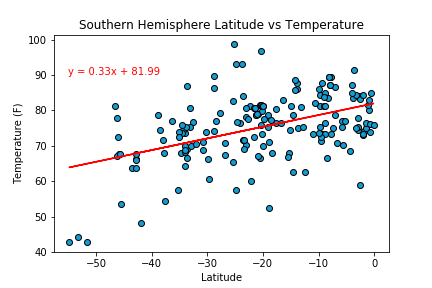 Southern Hemisphere Latitude vs Temperature
100
y = 0.33x + 81.99
90
80
70
60
50
40
Temperature (F)
−50 −40 −30 −20 −10 0
Latitude